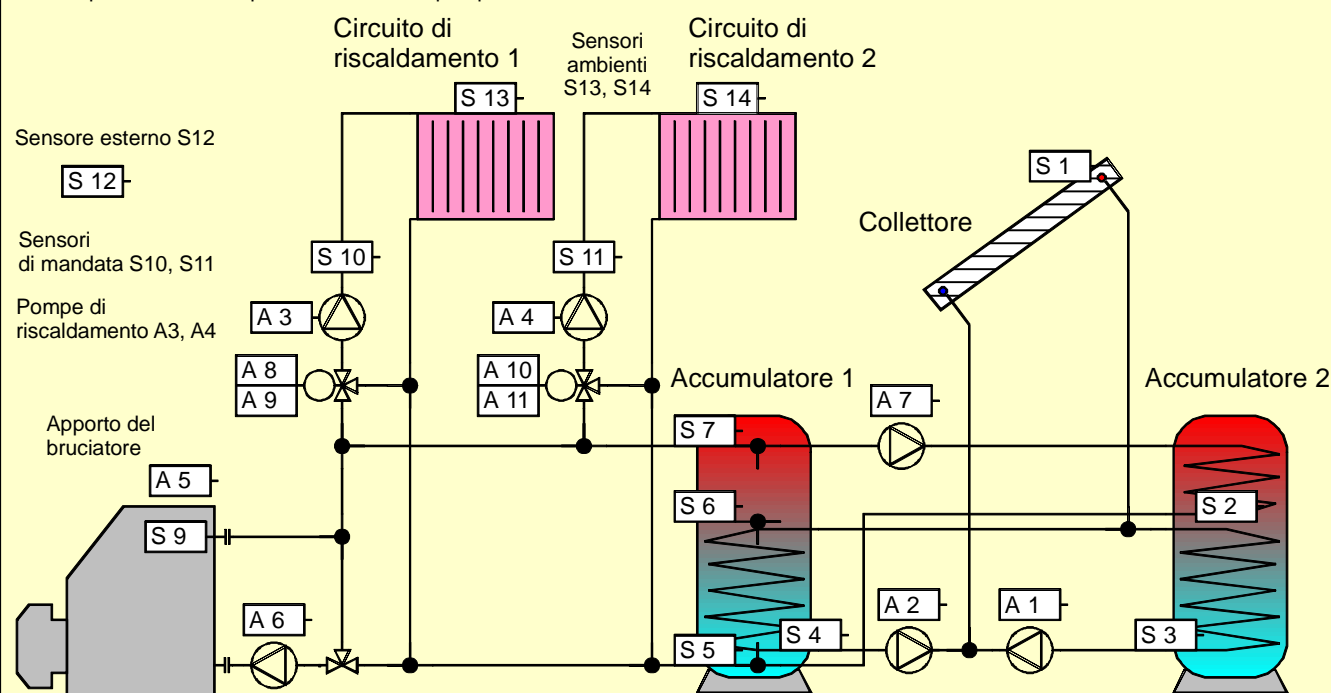 Circuito di
riscaldamento 1
Sensori
ambienti
S13, S14
Circuito di
riscaldamento 2
S 13
S 14
Sensore esterno S12
S 12
S 1
Collettore
Sensori
di mandata S10, S11
S 10
S 11
Pompe di
riscaldamento A3, A4
A 3
A 4
A 8
A 9
A 10
A 11
Accumulatore 1
Accumulatore 2
A 7
Apporto del
bruciatore
S 7
A 5
S 6
S 2
S 9
A 6
A 2
A 1
S 4
S 3
S 5